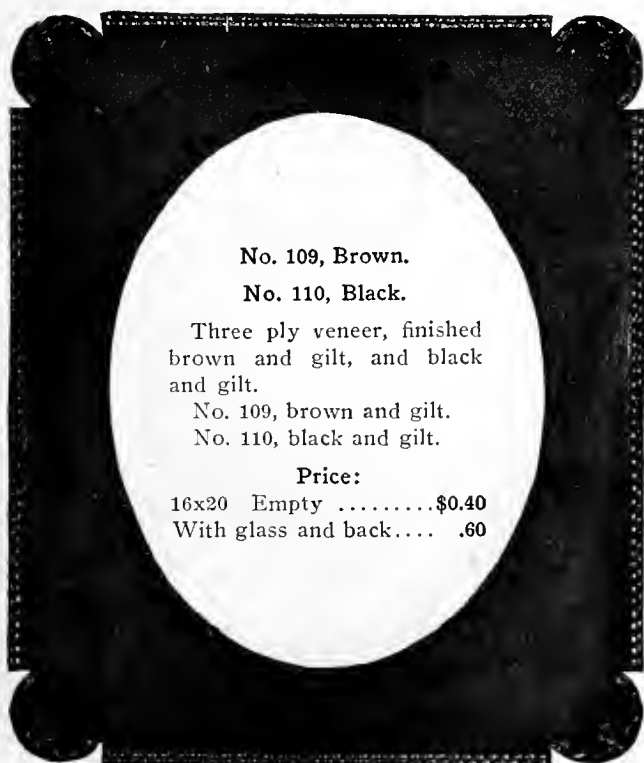 No. 109, Brown.
No. 110, Black.
Three ply veneer, finished
brown and gilt, and black
and gilt.
No. 109, brown and gilt.
No. 110, black and gilt.
Price:
16x20 Empty .........$0.40
With glass and back.... .60